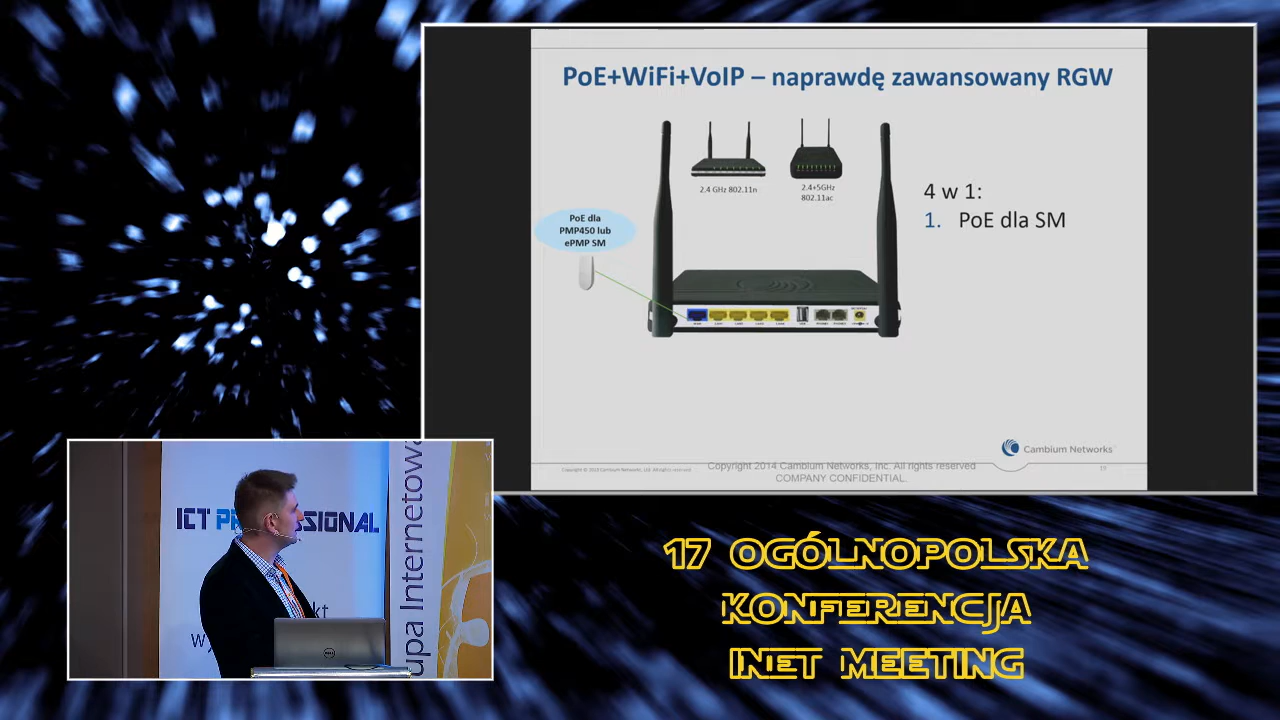 PoE+WiFi+VoIP – naprawdę zawansowany RGW
2.4 GHz 802.11n
2.4+5GHz
802.11ac
4 w 1:
1. PoE dla SM
PoE dla
PMP450 lub
ePMP SM
Cambium Networks
Copyright 2014 Cambium Networks, Inc. All rights reserved
COMPANY CONFIDENTIAL.
19
ICT
upa Internetowa
17 OGÓLNOPOLSKA
KONFERENCJA
INET MEETING